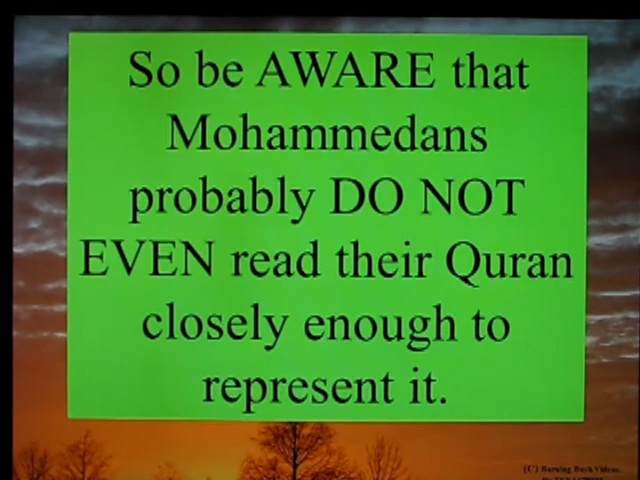 So be AWARE that
Mohammedans
probably DO NOT
EVEN read their Quran
closely enough to
represent it.
(C) Burning Bush Videos.